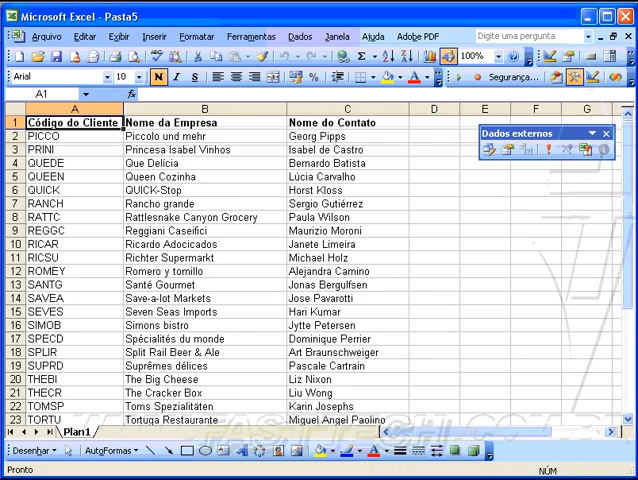 Microsoft Excel - Pasta5
Arquivo Editar Exibir Inserir Formatar Ferramentas Dados Janela Ajuda Adobe PDF Digite uma pergunta
100%
Arial 10 N I S % Segurança...
A1 fx
A B C D E F G
1 Código do Cliente Nome da Empresa Nome do Contato
2 PICCO Piccolo und mehr Georg Pipps
3 PRINI Princesa Isabel Vinhos Isabel de Castro
4 QUEDE Que Delícia Bernardo Batista
5 QUEEN Queen Cozinha Lúcia Carvalho
6 QUICK QUICK-Stop Horst Kloss
7 RANCH Rancho grande Sergio Gutiérrez
8 RATTC Rattlesnake Canyon Grocery Paula Wilson
9 REGGC Reggiani Caseifici Maurizio Moroni
10 RICAR Ricardo Adocicados Janete Limeira
11 RICSU Richter Supermarkt Michael Holz
12 ROMEY Romero y tomillo Alejandra Camino
13 SANTG Santé Gourmet Jonas Bergulfsen
14 SAVEA Save-a-lot Markets Jose Pavarotti
15 SEVES Seven Seas Imports Hari Kumar
16 SIMOB Simons bistro Jytte Petersen
17 SPECD Spécialités du monde Dominique Perrier
18 SPLIR Split Rail Beer & Ale Art Braunschweiger
19 SUPRD Suprêmes délices Pascale Cartrain
20 THEBI The Big Cheese Liz Nixon
21 THECR The Cracker Box Liu Wong
22 TOMSP Toms Spezialitäten Karin Josephs
23 TORTU Tortuga Restaurante Miguel Angel Paolino
Dados externos
Plan1
Desenhar AutoFormas
Pronto NÚM